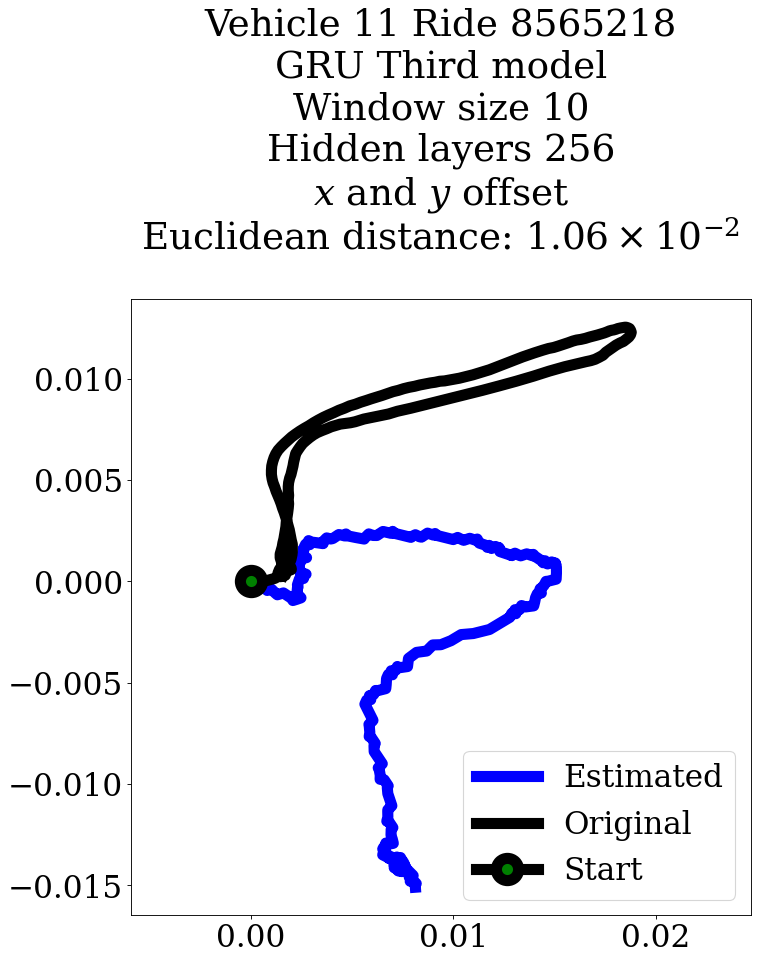 Vehicle 11 Ride 8565218
GRU Third model
Window size 10
Hidden layers 256
x and y offset
Euclidean distance: 1.06 × 10⁻²
0.010
0.005
0.000
−0.005
−0.010
−0.015
0.00 0.01 0.02
Estimated
Original
Start